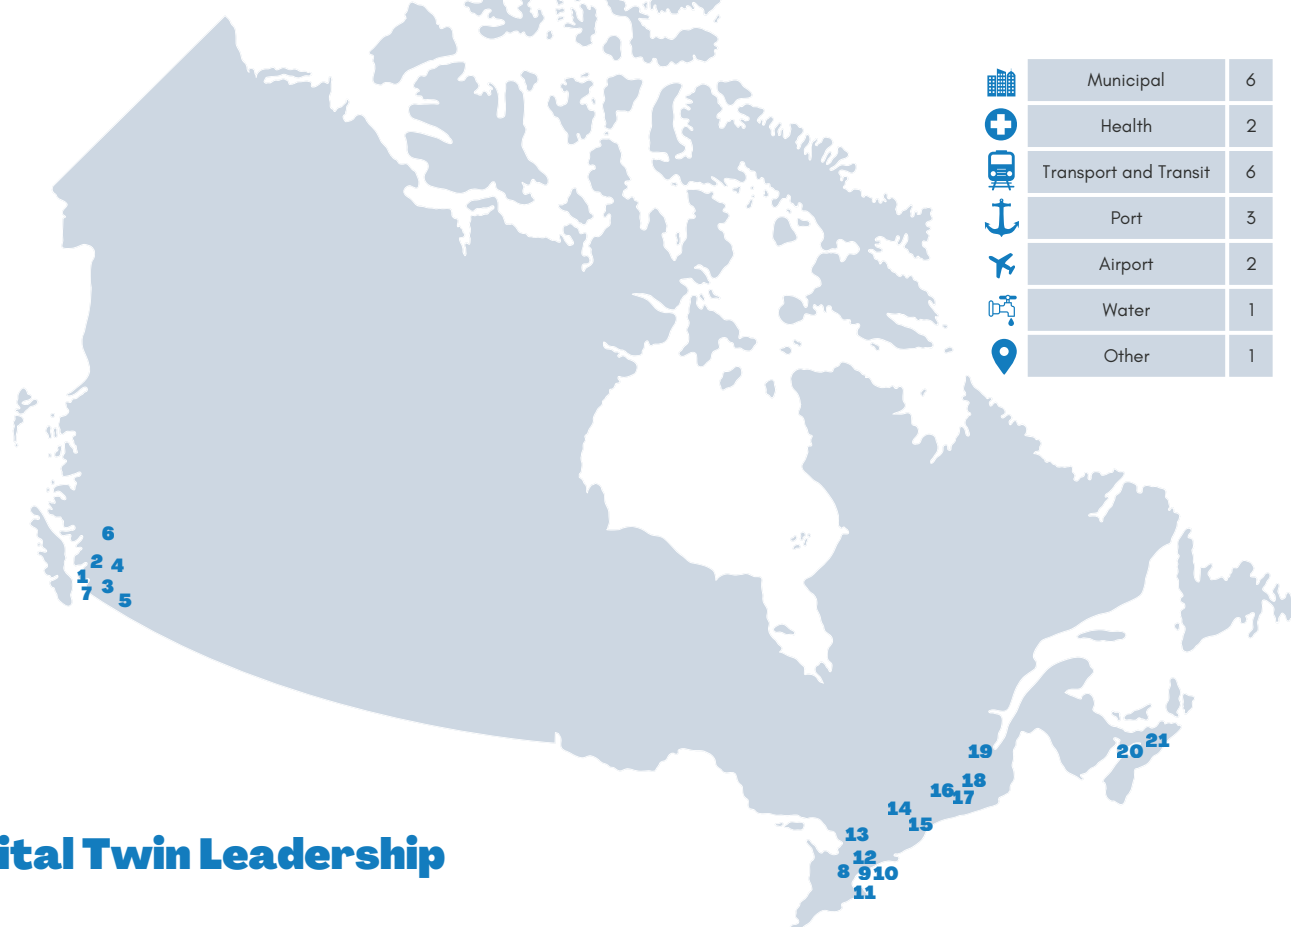 Municipal 6
Health 2
Transport and Transit 6
Port 3
Airport 2
Water 1
Other 1
6
2 4
1 3
7 5
19
21
20
18
16 17
14
15
13
12
8 9 10
11
ital Twin Leadership